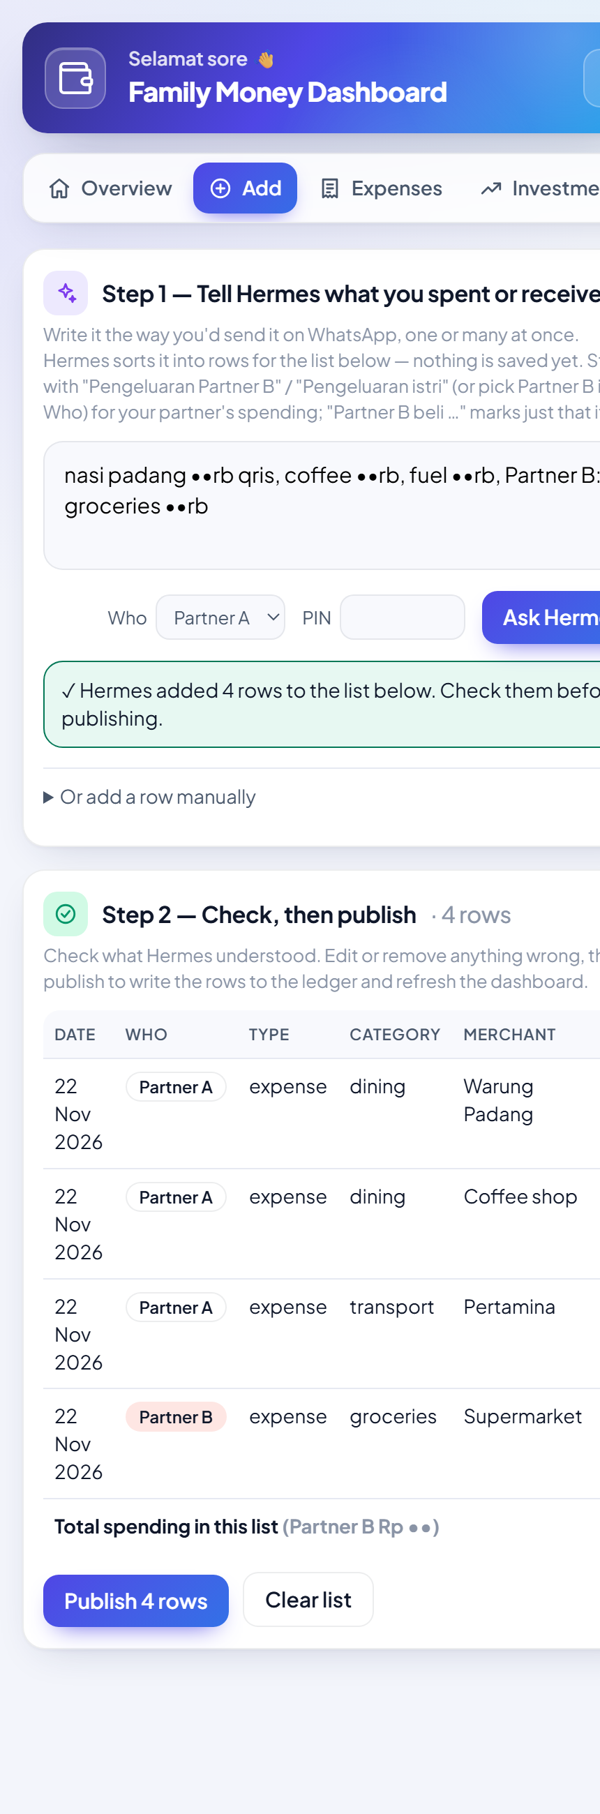 Selamat sore 👋
Family Money Dashboard
Overview Add Expenses Investme
Step 1 — Tell Hermes what you spent or receive
Write it the way you'd send it on WhatsApp, one or many at once.
Hermes sorts it into rows for the list below — nothing is saved yet. St
with "Pengeluaran Partner B" / "Pengeluaran istri" (or pick Partner B i
Who) for your partner's spending; "Partner B beli ..." marks just that i
nasi padang ••rb qris, coffee ••rb, fuel ••rb, Partner B:
groceries ••rb
Who Partner A PIN Ask Herm
✓ Hermes added 4 rows to the list below. Check them befo
publishing.
▶ Or add a row manually
Step 2 — Check, then publish · 4 rows
Check what Hermes understood. Edit or remove anything wrong, th
publish to write the rows to the ledger and refresh the dashboard.
DATE WHO TYPE CATEGORY MERCHANT
22 Partner A expense dining Warung
Nov Padang
2026
22 Partner A expense dining Coffee shop
Nov
2026
22 Partner A expense transport Pertamina
Nov
2026
22 Partner B expense groceries Supermarket
Nov
2026
Total spending in this list (Partner B Rp ••)
Publish 4 rows Clear list